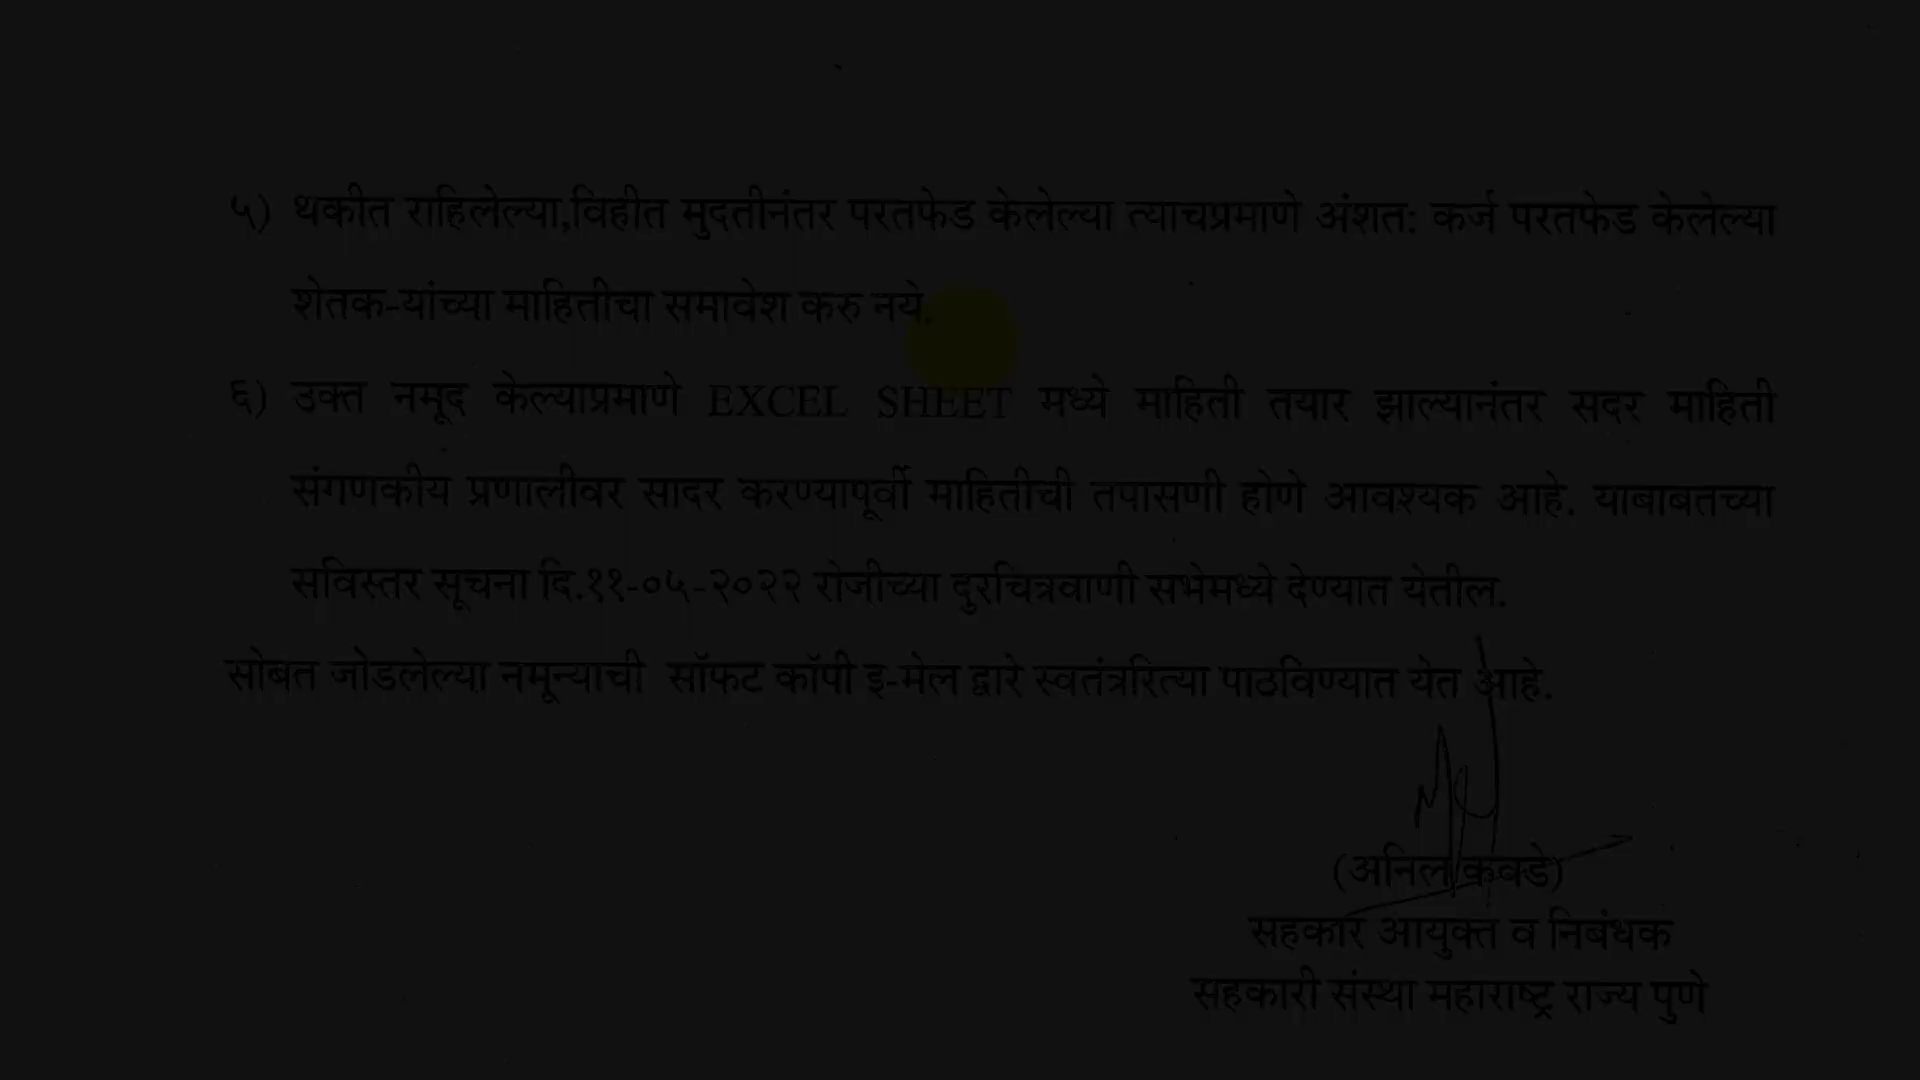 ५) थकीत राहिलेल्या,विहीत मुदतीनंतर परतफेड केलेल्या त्याचप्रमाणे अंशत: कर्ज परतफेड केलेल्या
शेतक-यांच्या माहितीचा समावेश करु नये.
६) उक्त नमूद केल्याप्रमाणे EXCEL SHEET मध्ये माहिती तयार झाल्यानंतर सदर माहिती
संगणकीय प्रणालीवर सादर करण्यापूर्वी माहितीची तपासणी होणे आवश्यक आहे. याबाबतच्या
सविस्तर सूचना दि.११-०५-२०२२ रोजीच्या दुरचित्रवाणी सभेमध्ये देण्यात येतील.
सोबत जोडलेल्या नमून्याची सॉफट कॉपी इ-मेल द्वारे स्वतंत्ररित्या पाठविण्यात येत आहे.
(अनिल कवडे)
सहकार आयुक्त व निबंधक
सहकारी संस्था महाराष्ट्र राज्य पुणे